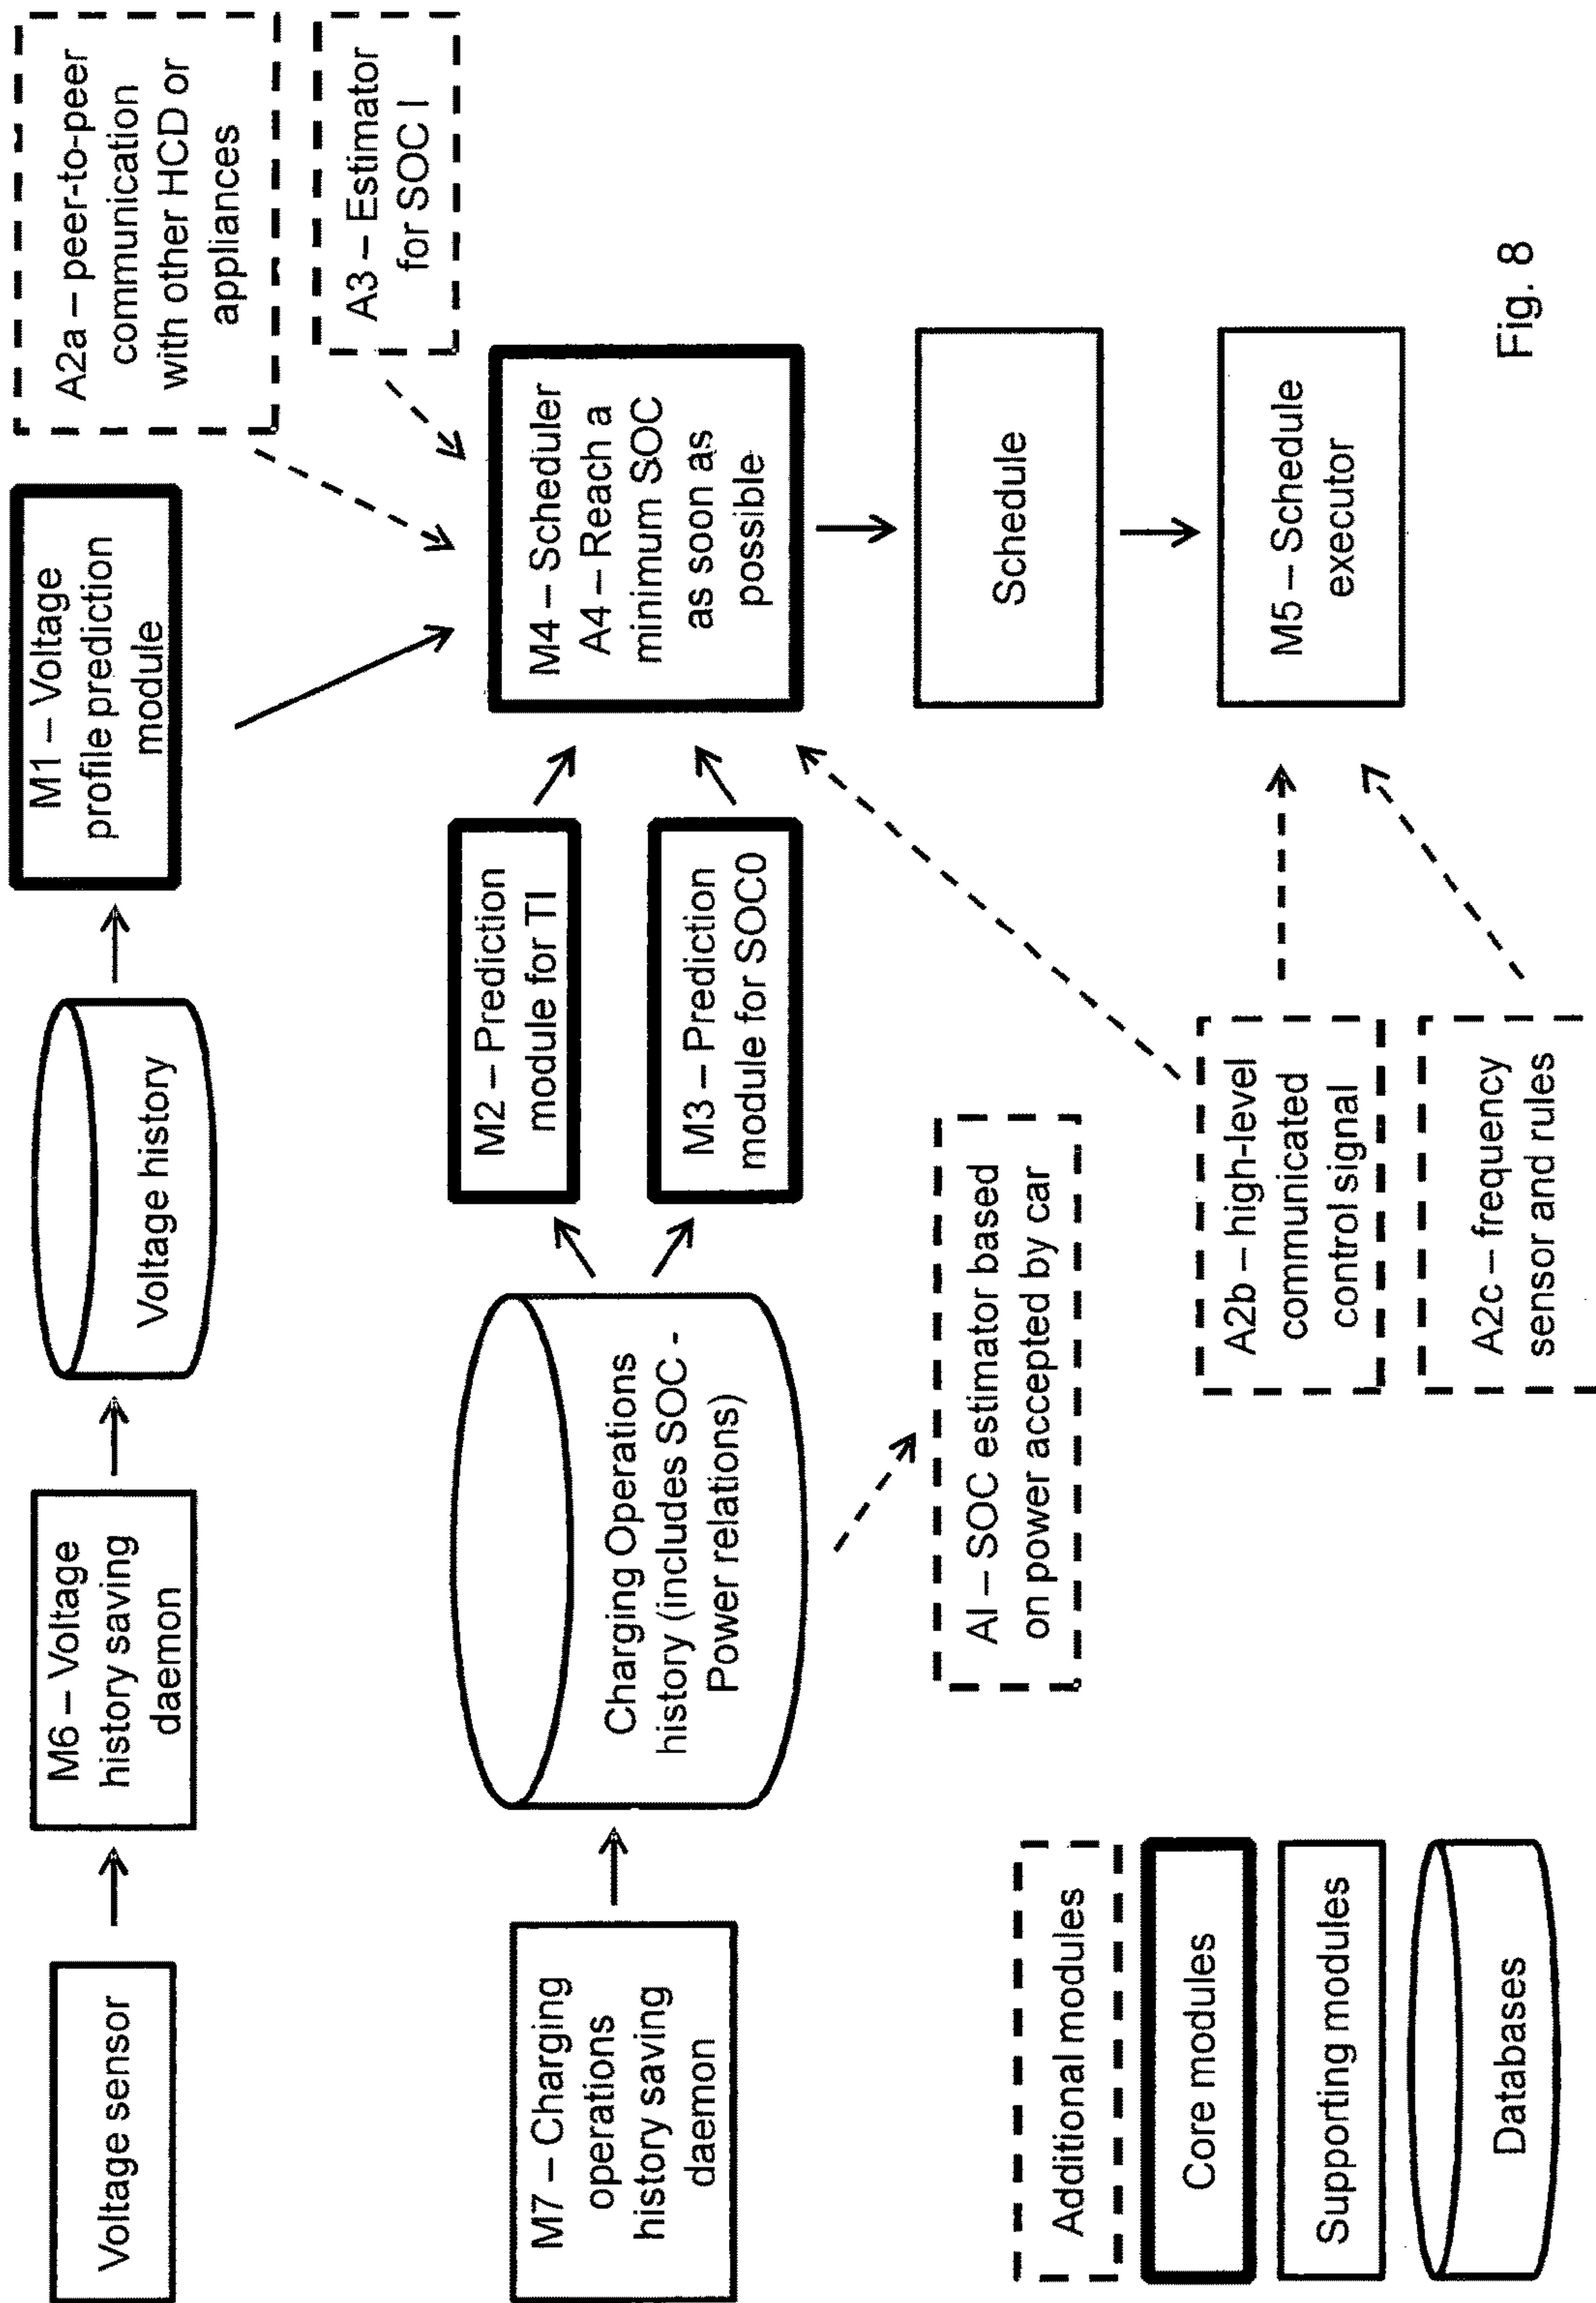 Voltage sensor
M6 – Voltage
history saving
daemon
Voltage history
M1 – Voltage
profile prediction
module
A2a – peer-to-peer
communication
with other HCD or
appliances
A3 – Estimator
for SOC I
M7 – Charging
operations
history saving
daemon
Charging Operations
history (includes SOC -
Power relations)
M2 – Prediction
module for TI
M3 – Prediction
module for SOC0
M4 – Scheduler
A4 – Reach a
minimum SOC
as soon as
possible
Schedule
M5 – Schedule
executor
AI – SOC estimator based
on power accepted by car
A2b – high-level
communicated
control signal
A2c – frequency
sensor and rules
Additional modules
Core modules
Supporting modules
Databases
Fig. 8